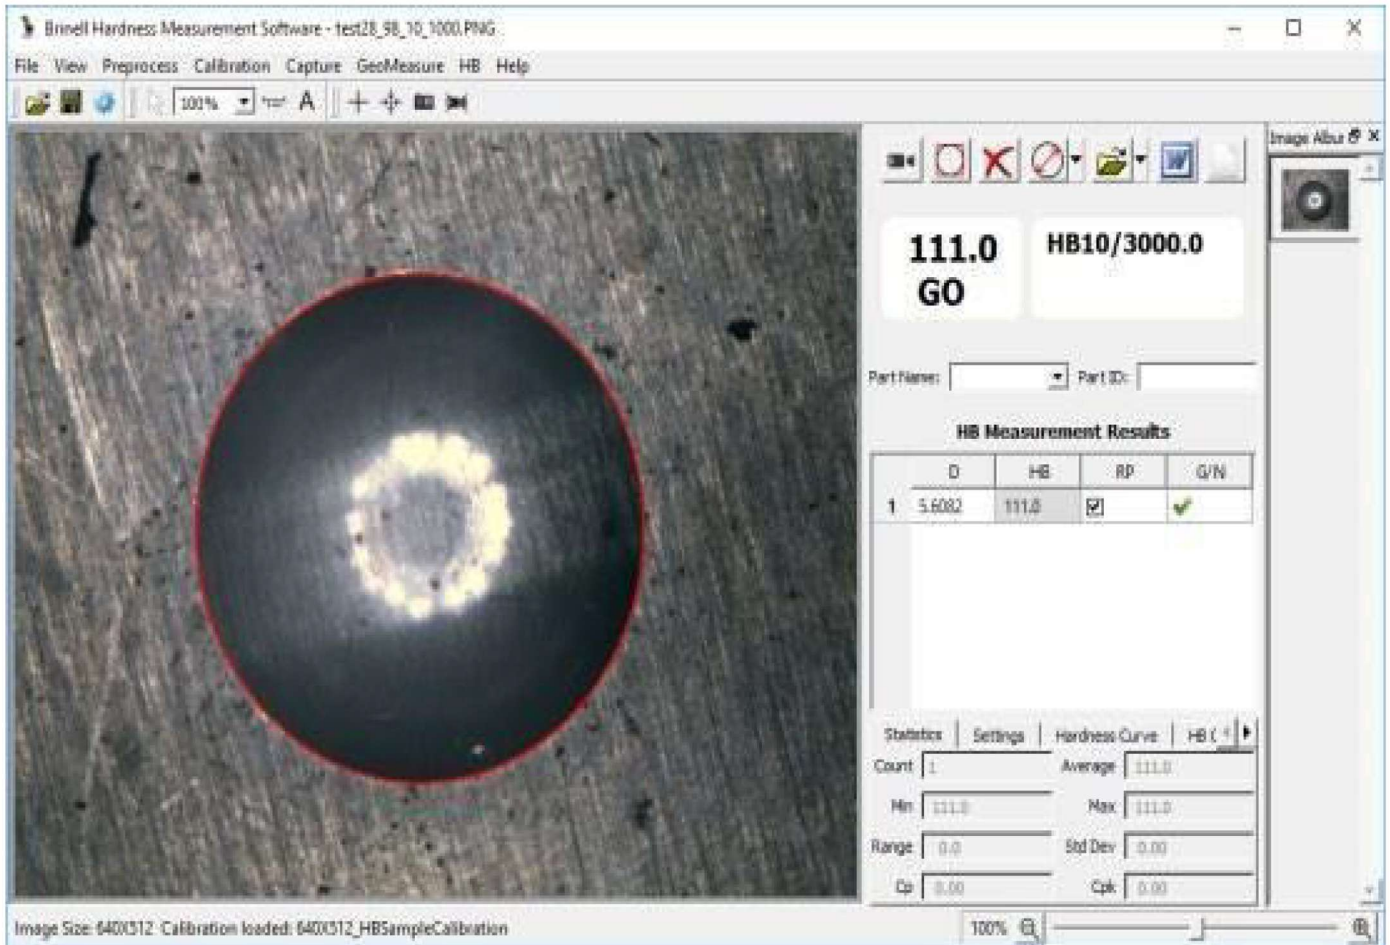 Brinell Hardness Measurement Software - test28_98_10_1000.PNG
File View Preprocess Calibration Capture GeoMeasure HB Help
100% A
Image Albur
111.0
GO
HB10/3000.0
Part Name: Part ID:
HB Measurement Results
D HB RP G/N
1 5.6082 111.0
Statistics Settings Hardness Curve HB C
Count 1 Average 111.0
Min 111.0 Max 111.0
Range 0.0 Std Dev 0.00
Cp 0.00 Cpk 0.00
Image Size: 640X512 Calibration loaded: 640X512_HBSampleCalibration
100%